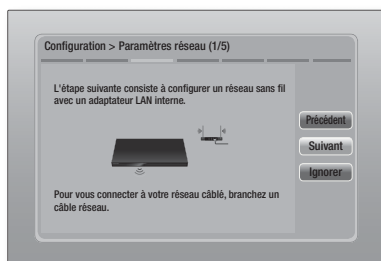 Configuration > Paramètres réseau (1/5)
L'étape suivante consiste à configurer un réseau sans fil
avec un adaptateur LAN interne.
Précédent
Suivant
Ignorer
Pour vous connecter à votre réseau câblé, branchez un
câble réseau.